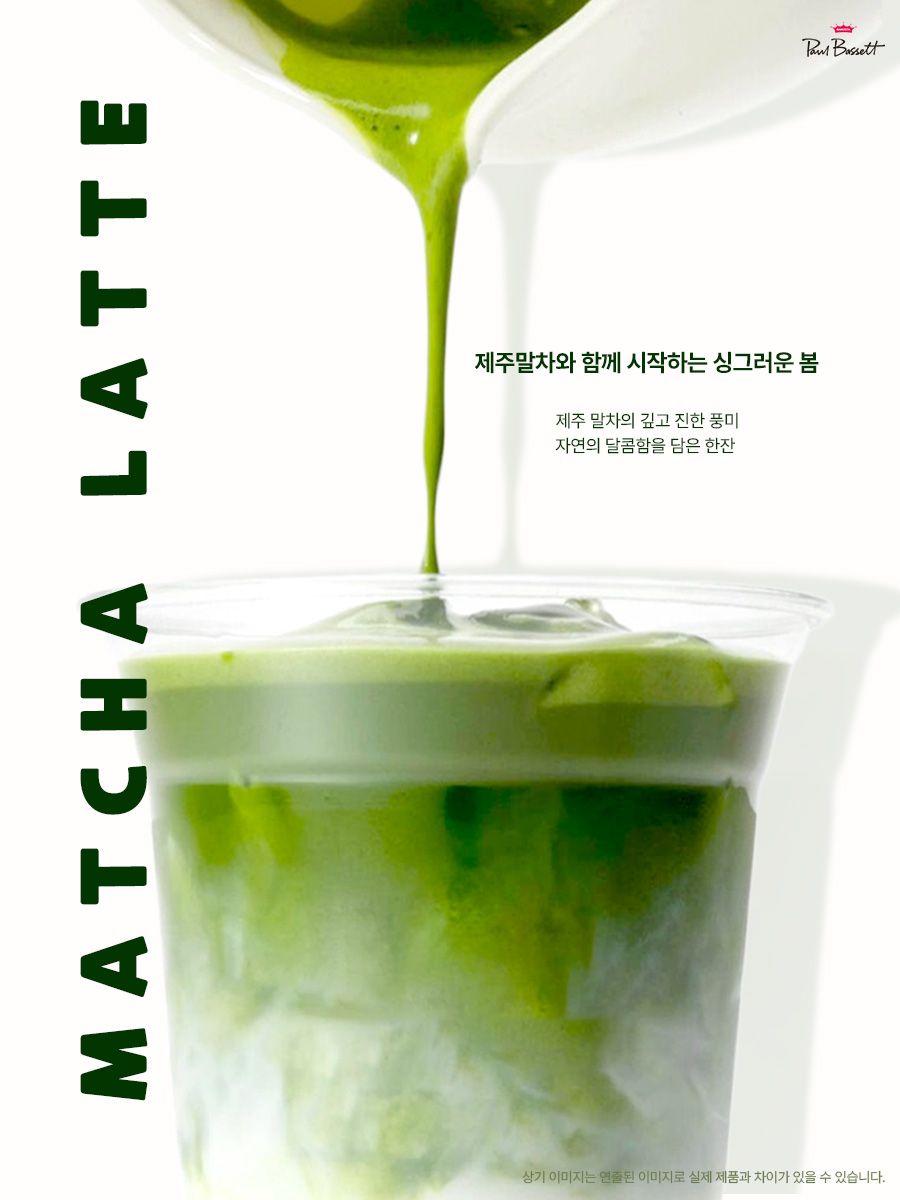 Paul Bassett
MATCHA LATTE
제주말차와 함께 시작하는 싱그러운 봄
제주 말차의 깊고 진한 풍미
자연의 달콤함을 담은 한잔
상기 이미지는 연출된 이미지로 실제 제품과 차이가 있을 수 있습니다.